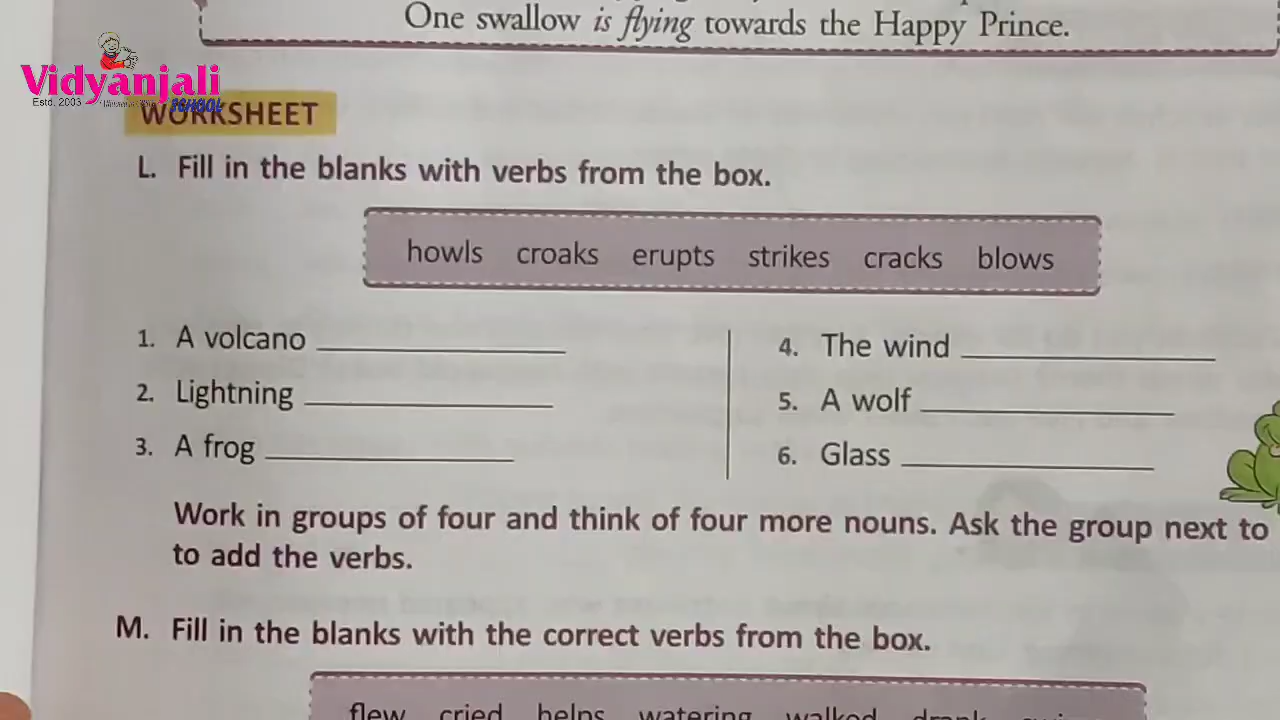 One swallow is flying towards the Happy Prince.
Vidyanjali
Estd. 2003
SCHOOL
WORKSHEET
L. Fill in the blanks with verbs from the box.
howls croaks erupts strikes cracks blows
1. A volcano
2. Lightning
3. A frog
4. The wind
5. A wolf
6. Glass
Work in groups of four and think of four more nouns. Ask the group next to
to add the verbs.
M. Fill in the blanks with the correct verbs from the box.
flew cried helps watering walked drank